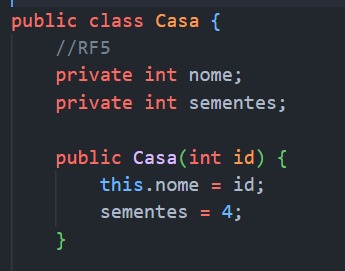 public class Casa {
    //RF5
    private int nome;
    private int sementes;

    public Casa(int id) {
        this.nome = id;
        sementes = 4;
    }